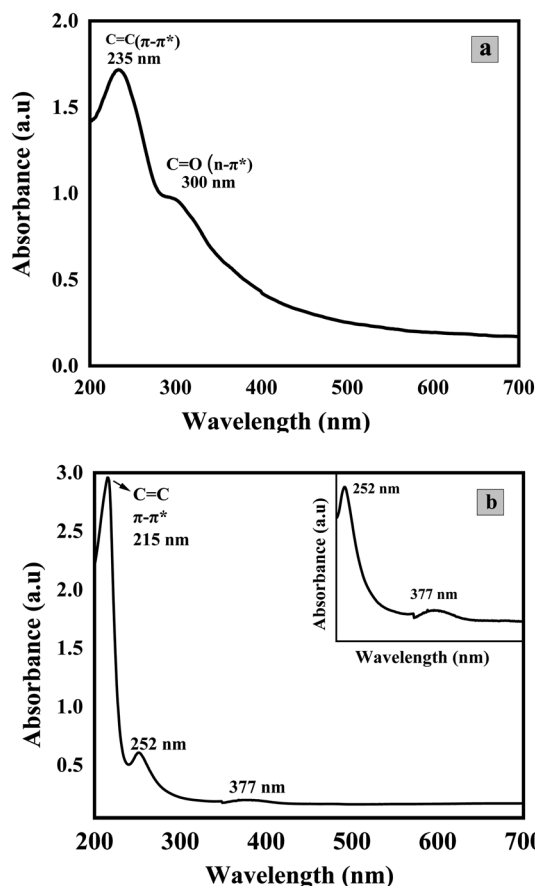 C=C(π-π*)
235 nm
a
C=O (n-π*)
300 nm
2.0
1.5
1.0
0.5
0.0
Absorbance (a.u)
200 300 400 500 600 700
Wavelength (nm)
C=C
π-π*
215 nm
252 nm
377 nm
3.0
2.5
2.0
1.5
1.0
0.5
Absorbance (a.u)
200 300 400 500 600 700
Wavelength (nm)
b
252 nm
377 nm
Absorbance (a.u)
Wavelength (nm)